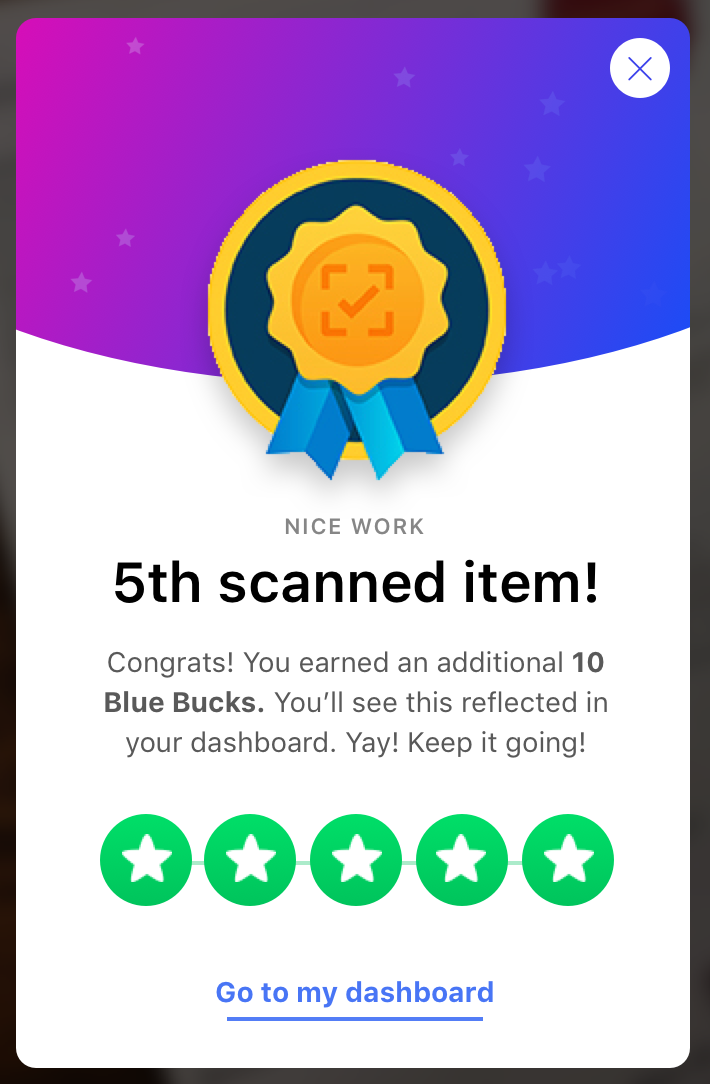 NICE WORK
5th scanned item!
Congrats! You earned an additional 10
Blue Bucks. You’ll see this reflected in
your dashboard. Yay! Keep it going!
Go to my dashboard